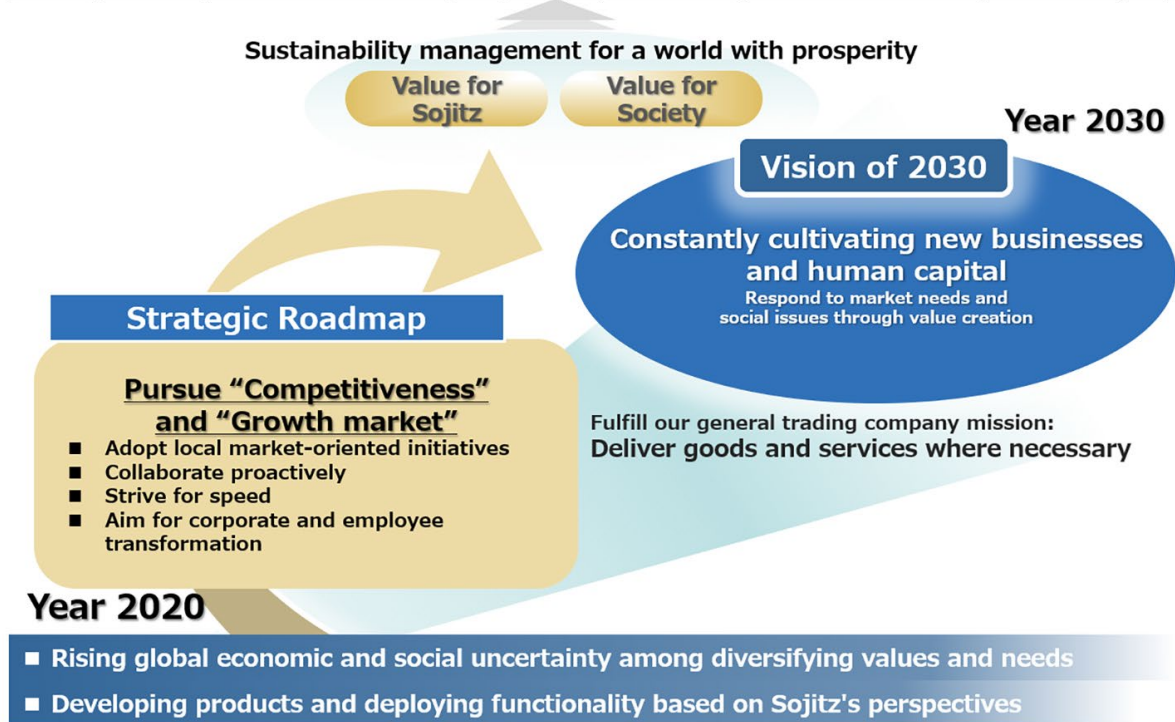 Sustainability management for a world with prosperity
Value for
Sojitz
Value for
Society
Year 2030
Vision of 2030
Constantly cultivating new businesses
and human capital
Respond to market needs and
social issues through value creation
Strategic Roadmap
Pursue “Competitiveness”
and “Growth market”
■ Adopt local market-oriented initiatives
■ Collaborate proactively
■ Strive for speed
■ Aim for corporate and employee
transformation
Fulfill our general trading company mission:
Deliver goods and services where necessary
Year 2020
■ Rising global economic and social uncertainty among diversifying values and needs
■ Developing products and deploying functionality based on Sojitz's perspectives